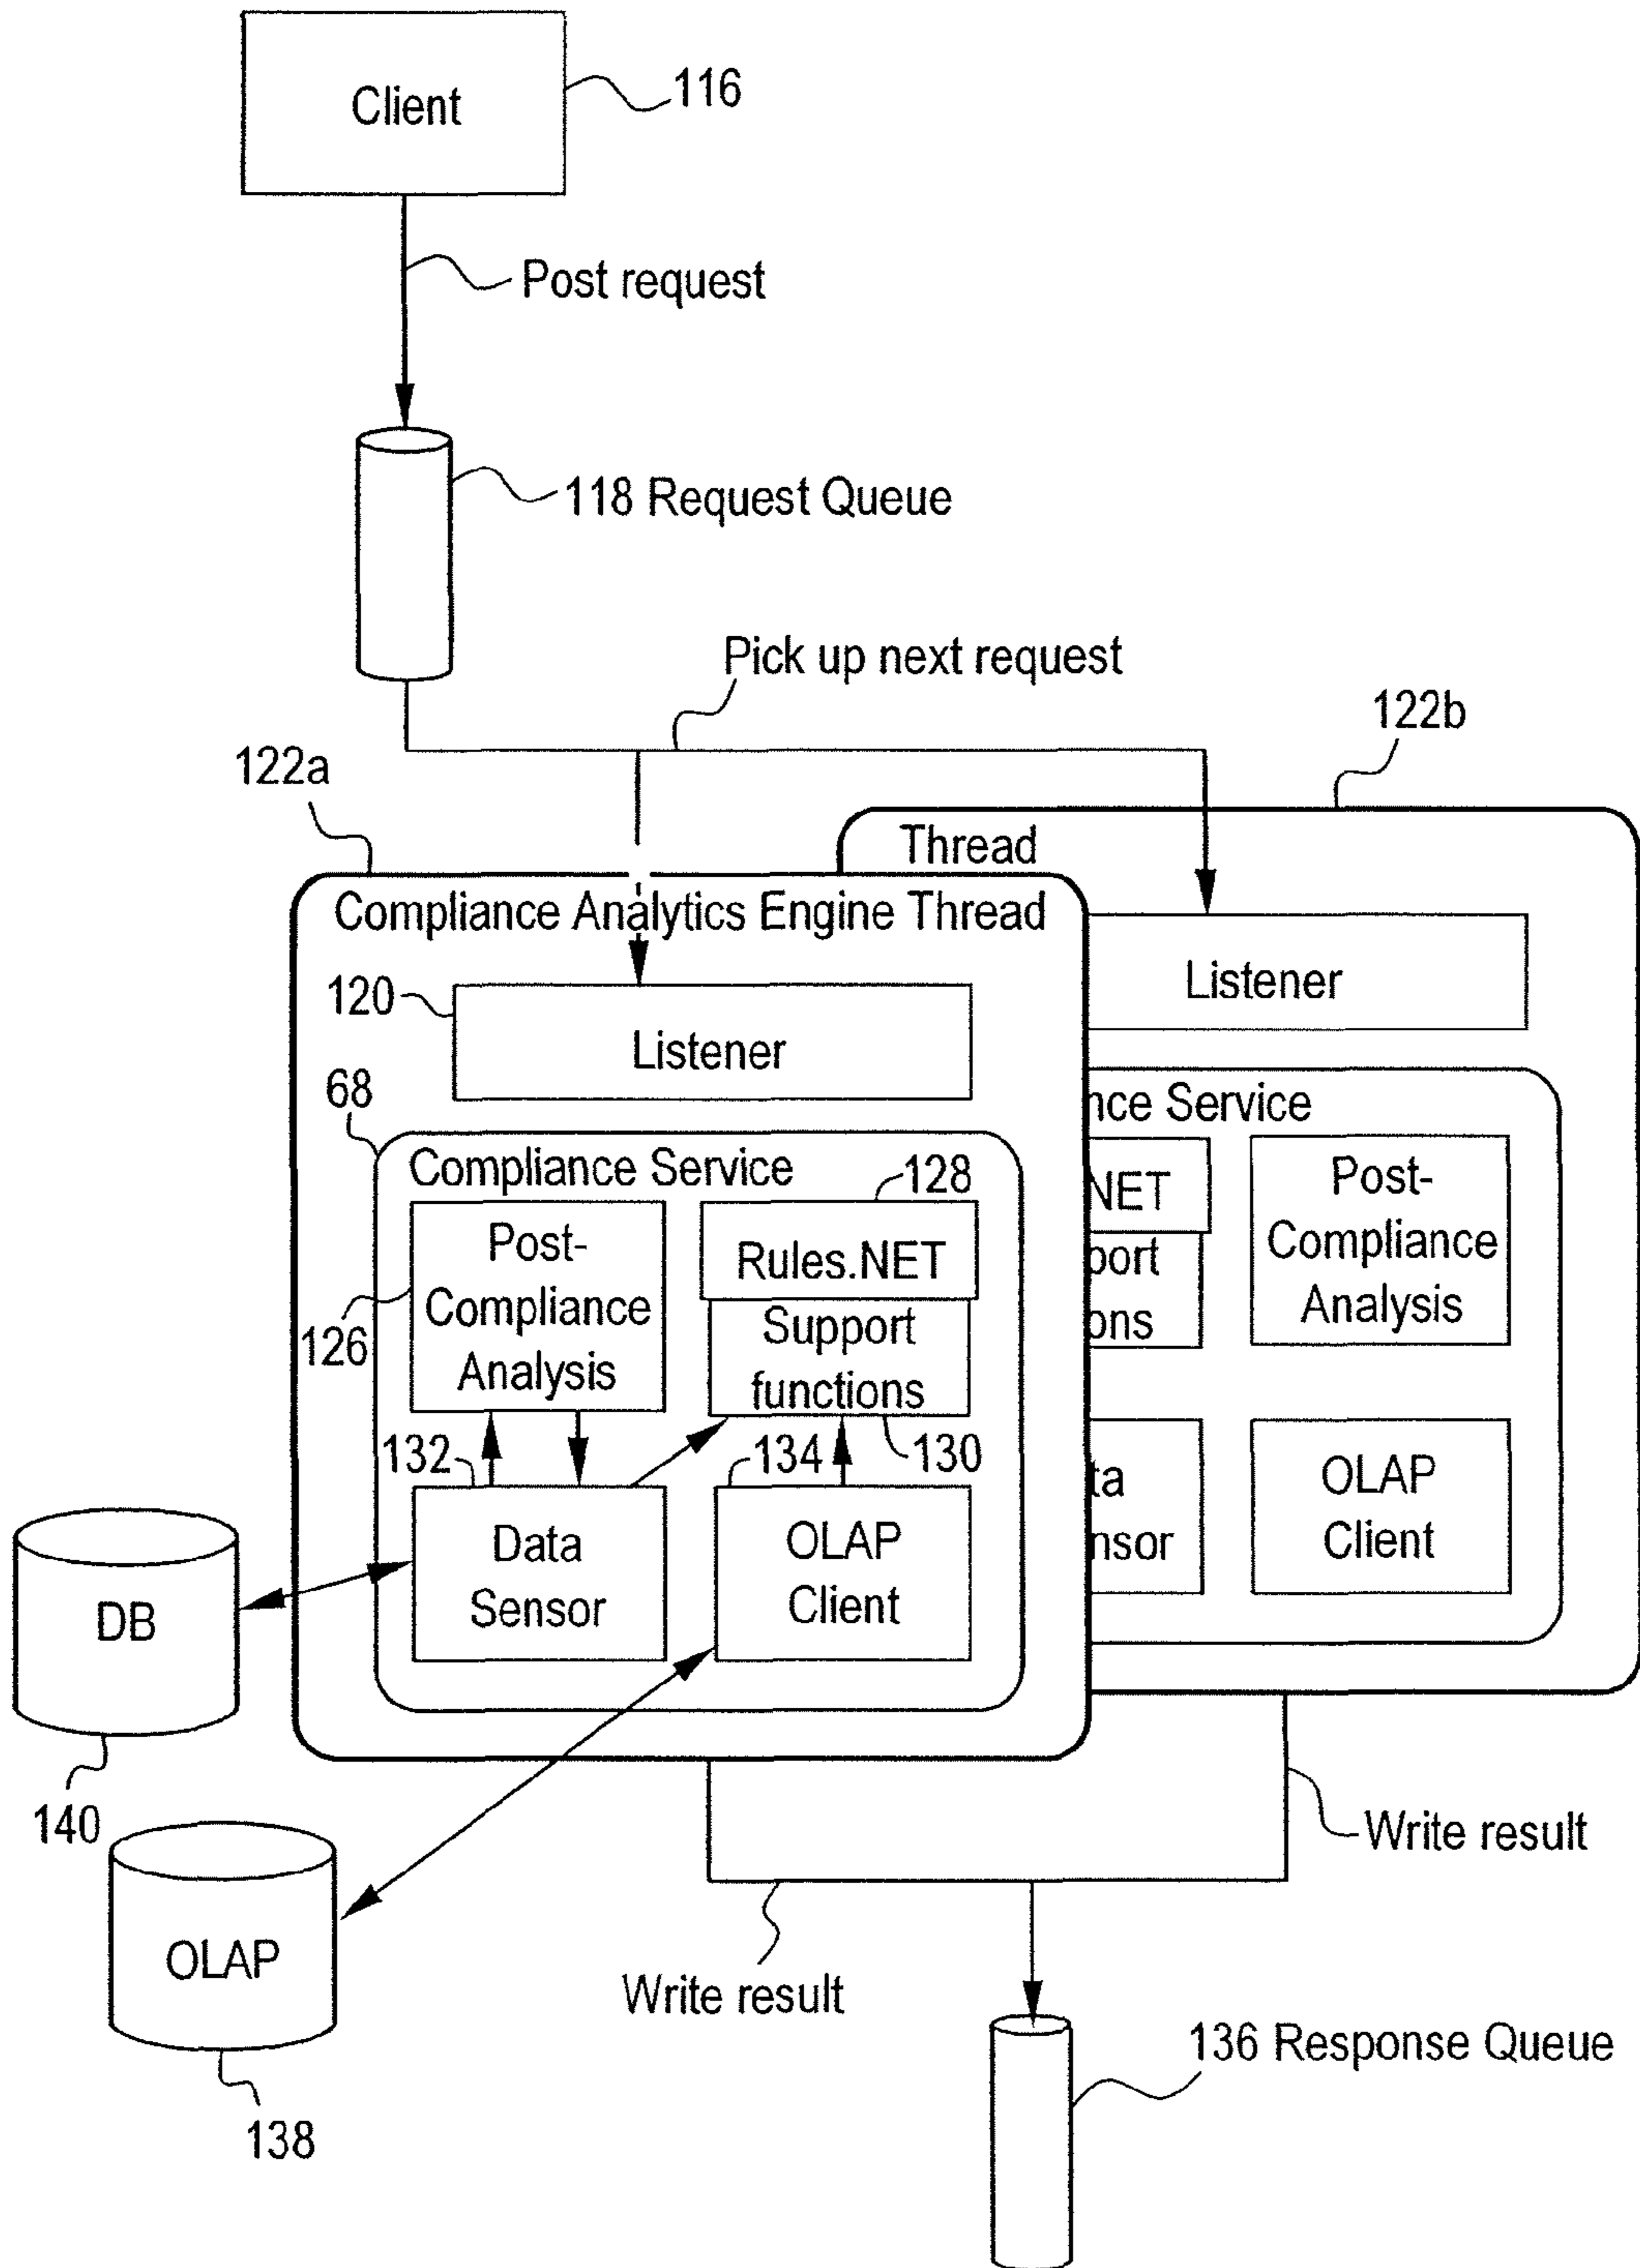 Client
116
Post request
118 Request Queue
Pick up next request
122b
122a
Thread
Compliance Analytics Engine Thread
Listener
120
Listener
68
nce Service
Compliance Service
128
Post-
Compliance
Analysis
NET
Post-
Compliance
Analysis
Rules.NET
port
ons
126
Support
functions
132
134
130
ta
nsor
OLAP
Client
Data
Sensor
OLAP
Client
DB
140
Write result
OLAP
Write result
136 Response Queue
138